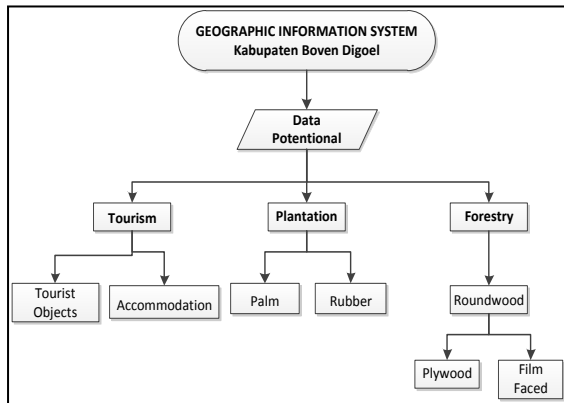 GEOGRAPHIC INFORMATION SYSTEM
Kabupaten Boven Digoel
Data
Potentional
Tourism
Plantation
Forestry
Tourist
Objects
Accommodation
Palm
Rubber
Roundwood
Plywood
Film
Faced